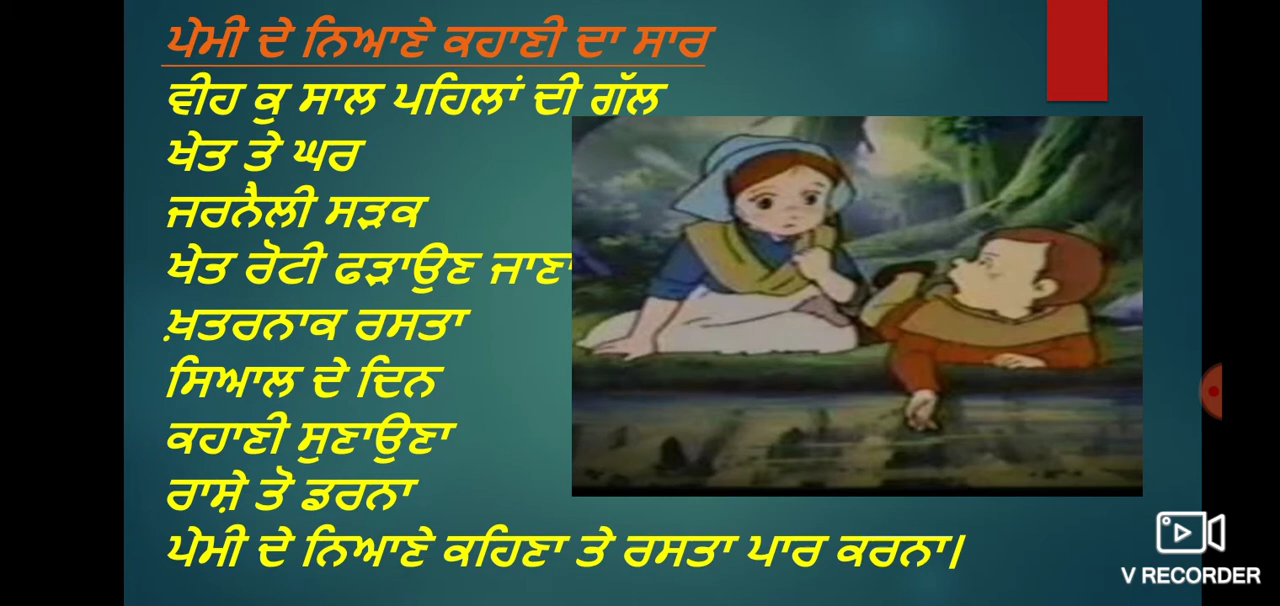 ਪੇਮੀ ਦੇ ਨਿਆਣੇ ਕਹਾਣੀ ਦਾ ਸਾਰ
ਵੀਹ ਕੁ ਸਾਲ ਪਹਿਲਾਂ ਦੀ ਗੱਲ
ਖੇਤ ਤੇ ਘਰ
ਜਰਨੈਲੀ ਸੜਕ
ਖੇਤ ਰੋਟੀ ਫੜਾਉਣ ਜਾਣਾ
ਖ਼ਤਰਨਾਕ ਰਸਤਾ
ਸਿਆਲ ਦੇ ਦਿਨ
ਕਹਾਣੀ ਸੁਣਾਉਣਾ
ਰਾਸ਼ੇ ਤੋ ਡਰਨਾ
ਪੇਮੀ ਦੇ ਨਿਆਣੇ ਕਹਿਣਾ ਤੇ ਰਸਤਾ ਪਾਰ ਕਰਨਾ।
V RECORDER